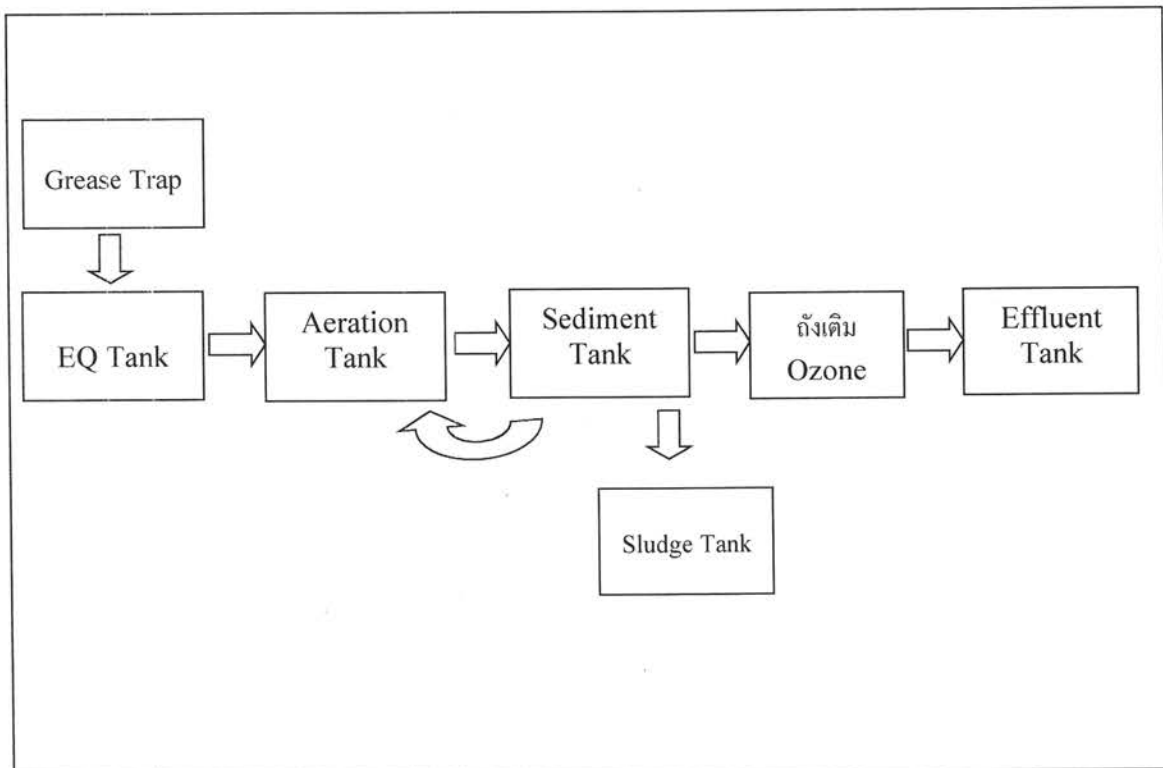 Grease Trap
EQ Tank
Aeration
Tank
Sediment
Tank
ถังเติม
Ozone
Effluent
Tank
Sludge Tank